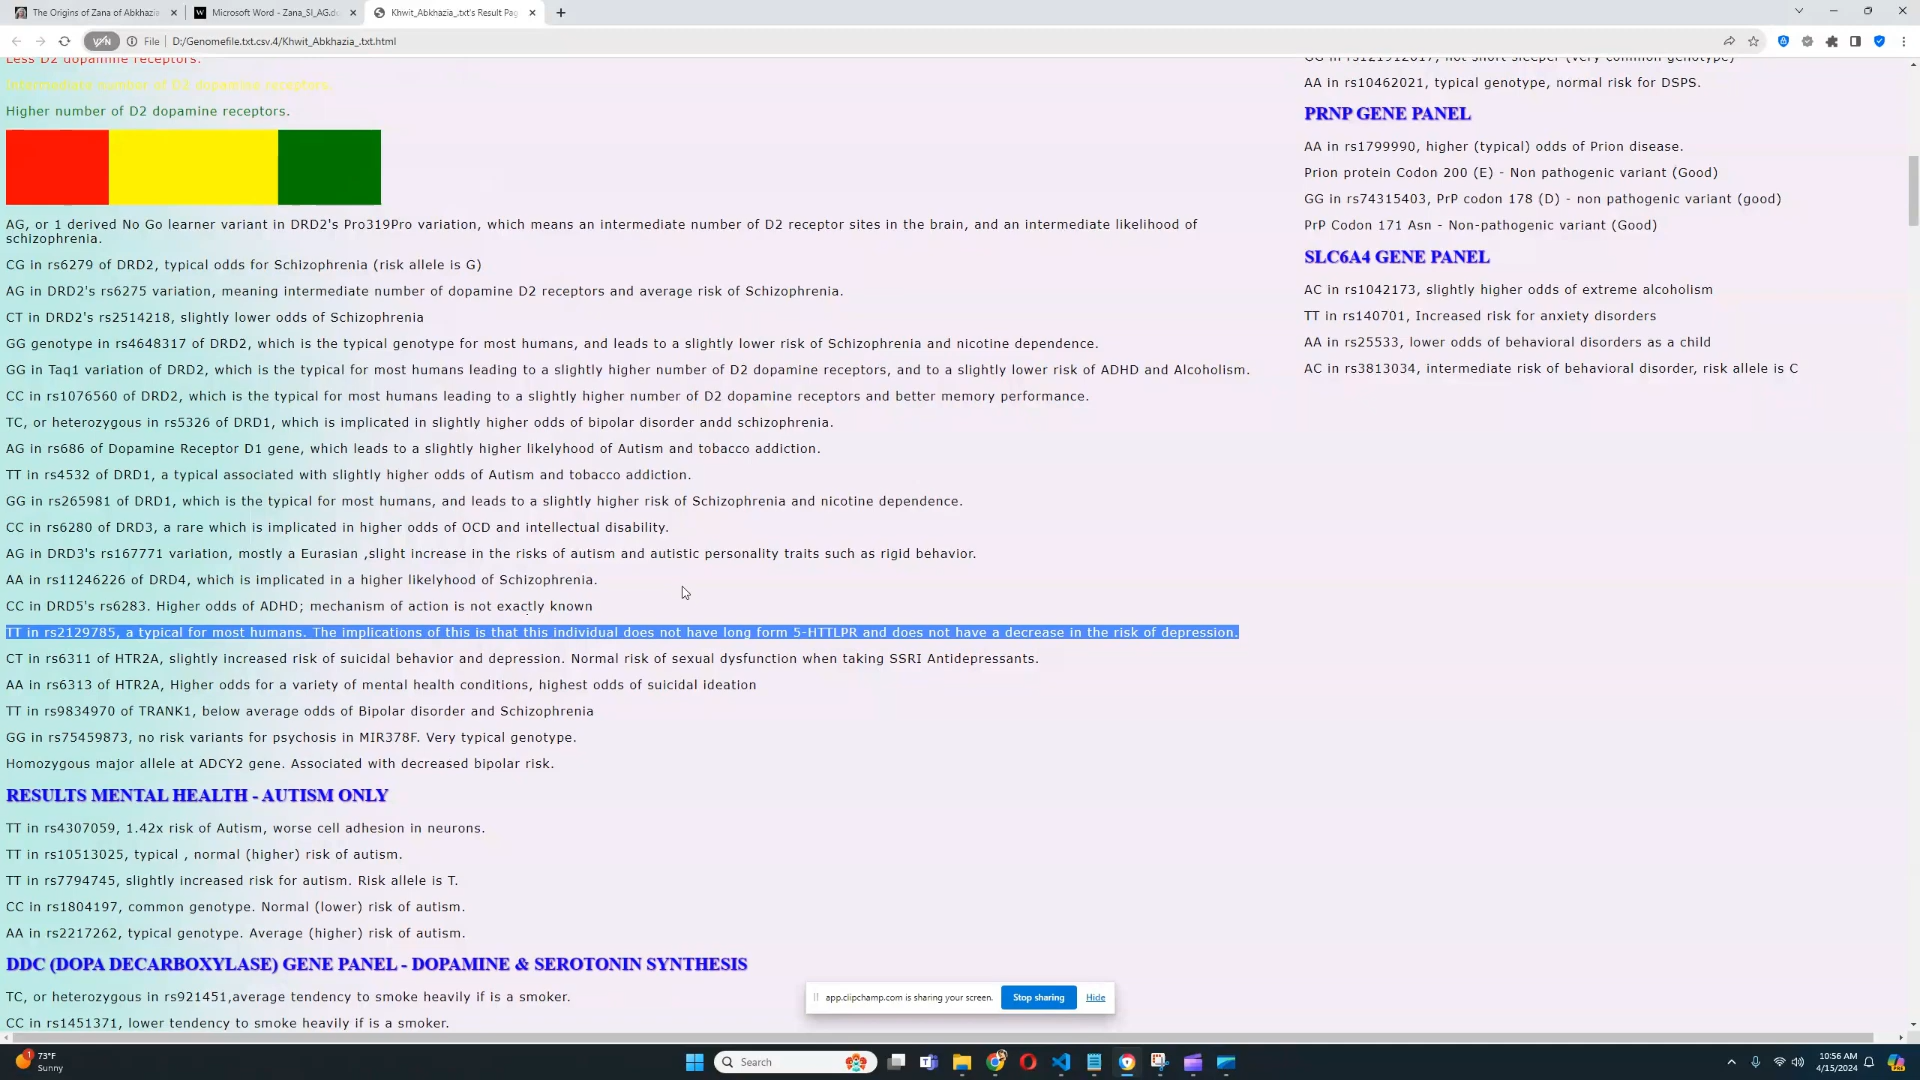 The Origins of Zana of Abkhazia
Microsoft Word - Zana_SI_AG.d
Khwit_Abkhazia_.txt's Result Pag
VPN
File
D:/Genomefile.txt.csv.4/Khwit_Abkhazia_.txt.html
Less D2 dopamine receptors.
Intermediate number of D2 dopamine receptors.
Higher number of D2 dopamine receptors.
AG, or 1 derived No Go learner variant in DRD2's Pro319Pro variation, which means an intermediate number of D2 receptor sites in the brain, and an intermediate likelihood of
schizophrenia.
CG in rs6279 of DRD2, typical odds for Schizophrenia (risk allele is G)
AG in DRD2's rs6275 variation, meaning intermediate number of dopamine D2 receptors and average risk of Schizophrenia.
CT in DRD2's rs2514218, slightly lower odds of Schizophrenia
GG genotype in rs4648317 of DRD2, which is the typical genotype for most humans, and leads to a slightly lower risk of Schizophrenia and nicotine dependence.
GG in Taq1 variation of DRD2, which is the typical for most humans leading to a slightly higher number of D2 dopamine receptors, and to a slightly lower risk of ADHD and Alcoholism.
CC in rs1076560 of DRD2, which is the typical for most humans leading to a slightly higher number of D2 dopamine receptors and better memory performance.
TC, or heterozygous in rs5326 of DRD1, which is implicated in slightly higher odds of bipolar disorder andd schizophrenia.
AG in rs686 of Dopamine Receptor D1 gene, which leads to a slightly higher likelyhood of Autism and tobacco addiction.
TT in rs4532 of DRD1, a typical associated with slightly higher odds of Autism and tobacco addiction.
GG in rs265981 of DRD1, which is the typical for most humans, and leads to a slightly higher risk of Schizophrenia and nicotine dependence.
CC in rs6280 of DRD3, a rare which is implicated in higher odds of OCD and intellectual disability.
AG in DRD3's rs167771 variation, mostly a Eurasian ,slight increase in the risks of autism and autistic personality traits such as rigid behavior.
AA in rs11246226 of DRD4, which is implicated in a higher likelyhood of Schizophrenia.
CC in DRD5's rs6283. Higher odds of ADHD; mechanism of action is not exactly known
TT in rs2129785, a typical for most humans. The implications of this is that this individual does not have long form 5-HTTLPR and does not have a decrease in the risk of depression.
CT in rs6311 of HTR2A, slightly increased risk of suicidal behavior and depression. Normal risk of sexual dysfunction when taking SSRI Antidepressants.
AA in rs6313 of HTR2A, Higher odds for a variety of mental health conditions, highest odds of suicidal ideation
TT in rs9834970 of TRANK1, below average odds of Bipolar disorder and Schizophrenia
GG in rs75459873, no risk variants for psychosis in MIR378F. Very typical genotype.
Homozygous major allele at ADCY2 gene. Associated with decreased bipolar risk.
RESULTS MENTAL HEALTH - AUTISM ONLY
TT in rs4307059, 1.42x risk of Autism, worse cell adhesion in neurons.
TT in rs10513025, typical , normal (higher) risk of autism.
TT in rs7794745, slightly increased risk for autism. Risk allele is T.
CC in rs1804197, common genotype. Normal (lower) risk of autism.
AA in rs2217262, typical genotype. Average (higher) risk of autism.
DDC (DOPA DECARBOXYLASE) GENE PANEL - DOPAMINE & SEROTONIN SYNTHESIS
TC, or heterozygous in rs921451,average tendency to smoke heavily if is a smoker.
CC in rs1451371, lower tendency to smoke heavily if is a smoker.
GG in rs121912617, not short sleeper (very common genotype)
AA in rs10462021, typical genotype, normal risk for DSPS.
PRNP GENE PANEL
AA in rs1799990, higher (typical) odds of Prion disease.
Prion protein Codon 200 (E) - Non pathogenic variant (Good)
GG in rs74315403, PrP codon 178 (D) - non pathogenic variant (good)
PrP Codon 171 Asn - Non-pathogenic variant (Good)
SLC6A4 GENE PANEL
AC in rs1042173, slightly higher odds of extreme alcoholism
TT in rs140701, Increased risk for anxiety disorders
AA in rs25533, lower odds of behavioral disorders as a child
AC in rs3813034, intermediate risk of behavioral disorder, risk allele is C
app.clipchamp.com is sharing your screen.
Stop sharing
Hide
73°F
Sunny
Search
10:56 AM
4/15/2024